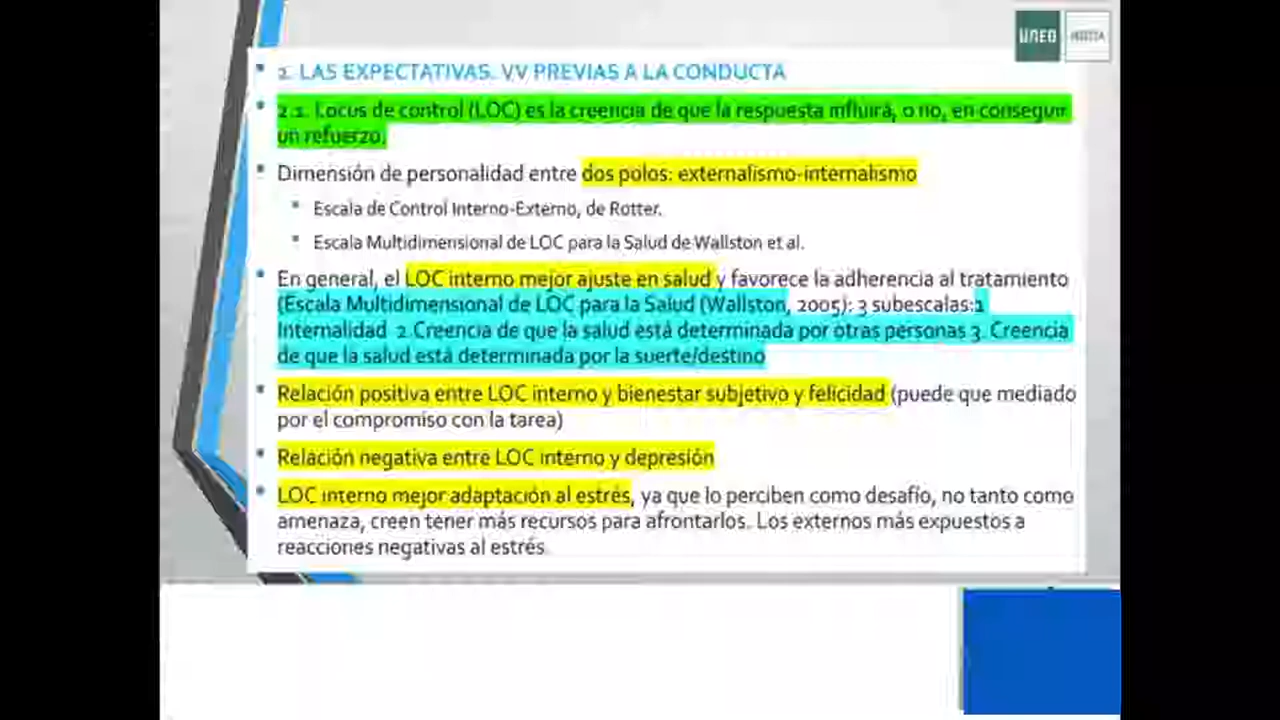 UNED
2. LAS EXPECTATIVAS. VV PREVIAS A LA CONDUCTA
2.1. Locus de control (LOC) es la creencia de que la respuesta influirá, o no, en conseguir
un refuerzo.
Dimensión de personalidad entre dos polos: externalismo-internalismo
Escala de Control Interno-Externo, de Rotter.
Escala Multidimensional de LOC para la Salud de Wallston et al.
En general, el LOC interno mejor ajuste en salud y favorece la adherencia al tratamiento
(Escala Multidimensional de LOC para la Salud (Wallston, 2005): 3 subescalas:1
Internalidad 2.Creencia de que la salud está determinada por otras personas 3. Creencia
de que la salud está determinada por la suerte/destino
Relación positiva entre LOC interno y bienestar subjetivo y felicidad (puede que mediado
por el compromiso con la tarea)
Relación negativa entre LOC interno y depresión
LOC interno mejor adaptación al estrés, ya que lo perciben como desafío, no tanto como
amenaza, creen tener más recursos para afrontarlos. Los externos más expuestos a
reacciones negativas al estrés.